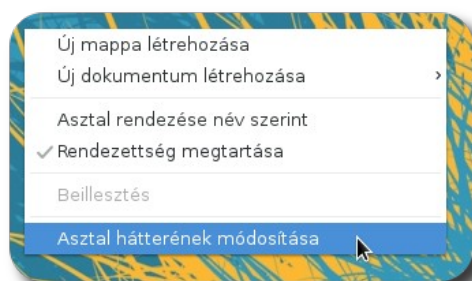 Új mappa létrehozása
Új dokumentum létrehozása
Asztal rendezése név szerint
Rendezettség megtartása
Beillesztés
Asztal hátterének módosítása